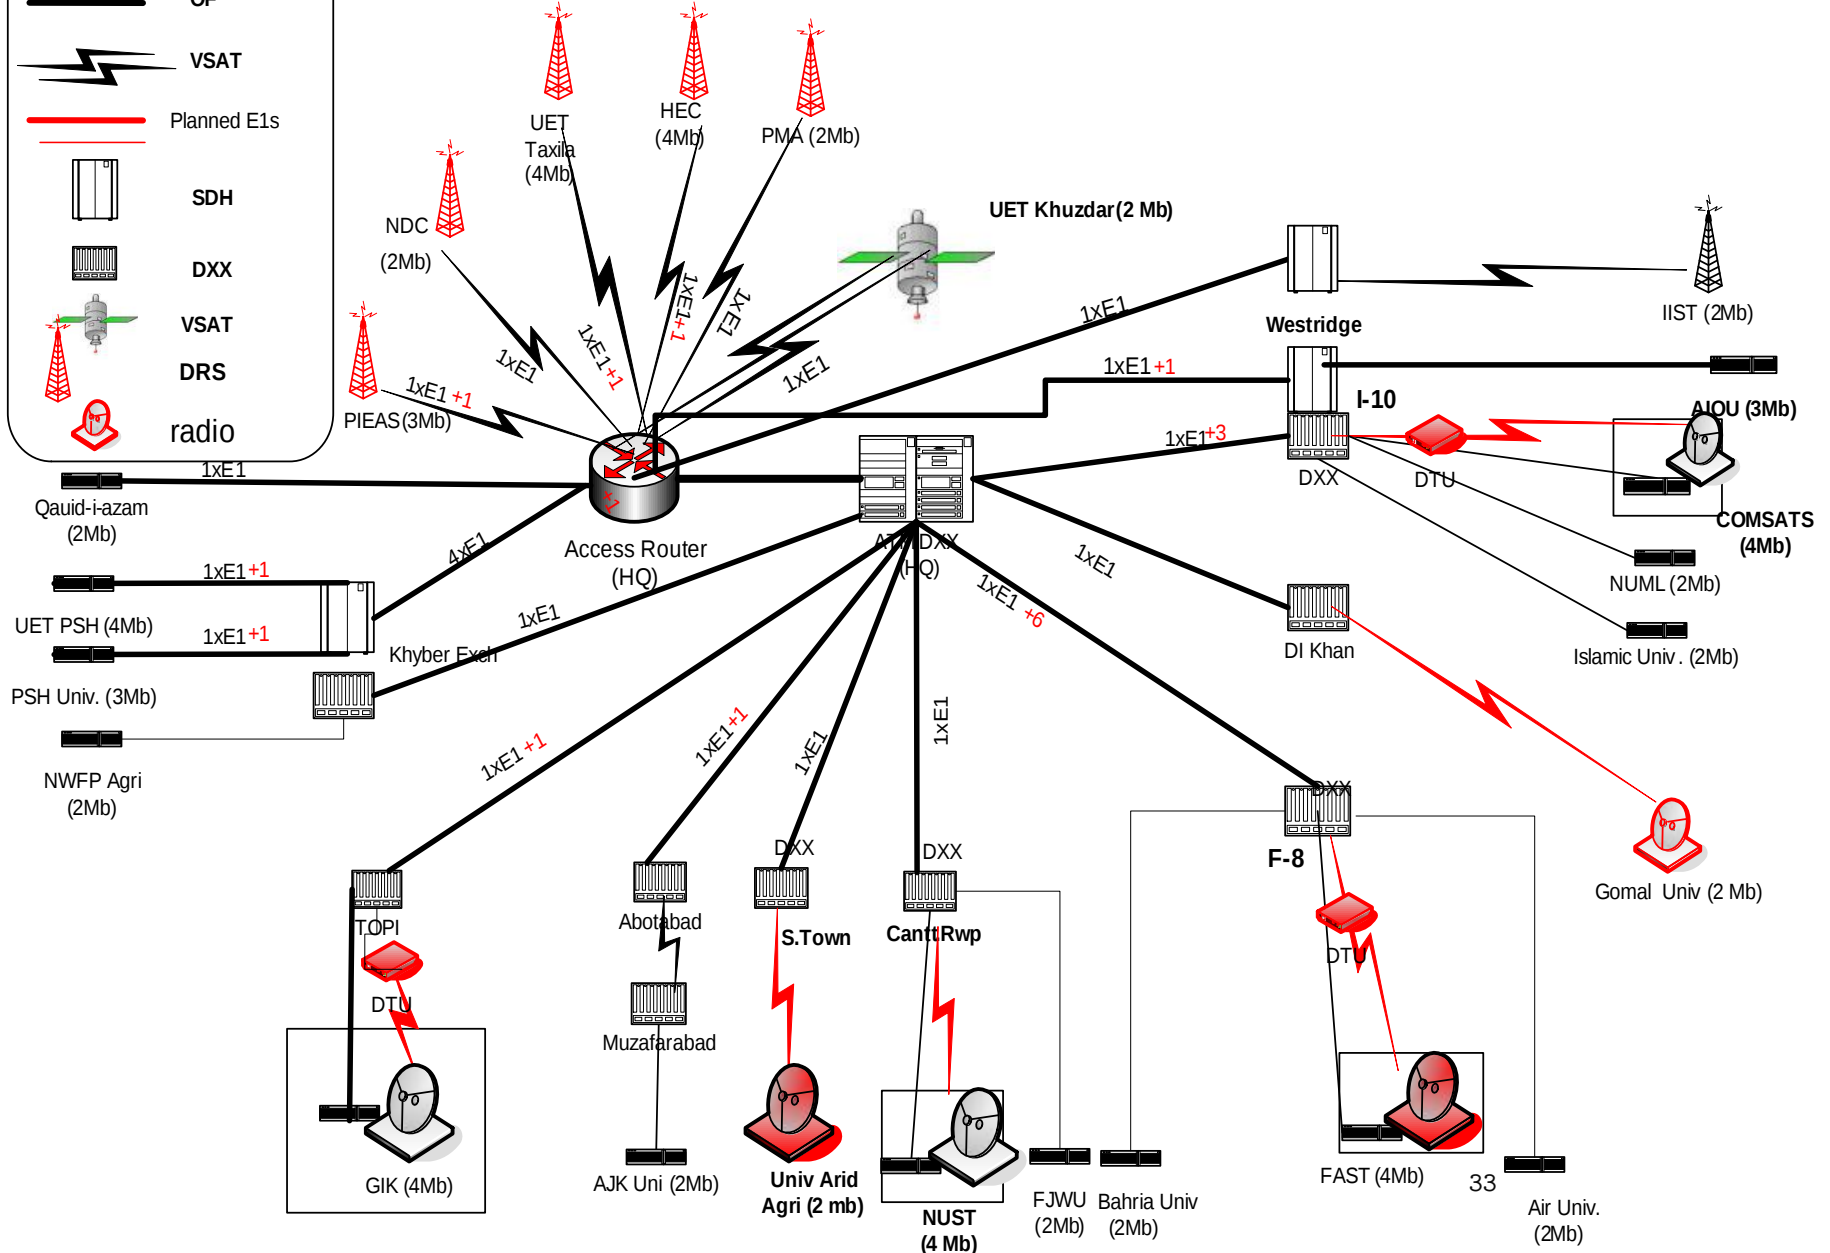 OF
VSAT
Planned E1s
SDH
DXX
VSAT
DRS
radio
UET
Taxila
(4Mb)
HEC
(4Mb)
PMA (2Mb)
NDC
(2Mb)
PIEAS(3Mb)
UET Khuzdar(2 Mb)
1xE1 +1
1xE1
1xE1+1
1xE1+1
1xE1
1xE1
1xE1
Westridge
IIST (2Mb)
1xE1 +1
I-10
AIOU (3Mb)
1xE1+3
DXX
DTU
COMSATS
(4Mb)
NUML (2Mb)
Islamic Univ. (2Mb)
1xE1
Qauid-i-azam
(2Mb)
+1
4xE1
Access Router
(HQ)
ATM DXX
(HQ)
1xE1 +1
UET PSH (4Mb)
1xE1 +1
PSH Univ. (3Mb)
Khyber Exch
1xE1
NWFP Agri
(2Mb)
1xE1
DI Khan
1xE1 +6
1xE1 +1
1xE1+1
1xE1
1xE1
DXX
F-8
Gomal Univ (2 Mb)
TOPI
DTU
GIK (4Mb)
Abotabad
Muzafarabad
AJK Uni (2Mb)
DXX
S.Town
Univ Arid
Agri (2 mb)
DXX
Cantt Rwp
NUST
(4 Mb)
FJWU
(2Mb)
Bahria Univ
(2Mb)
DTU
FAST (4Mb)
33
Air Univ.
(2Mb)